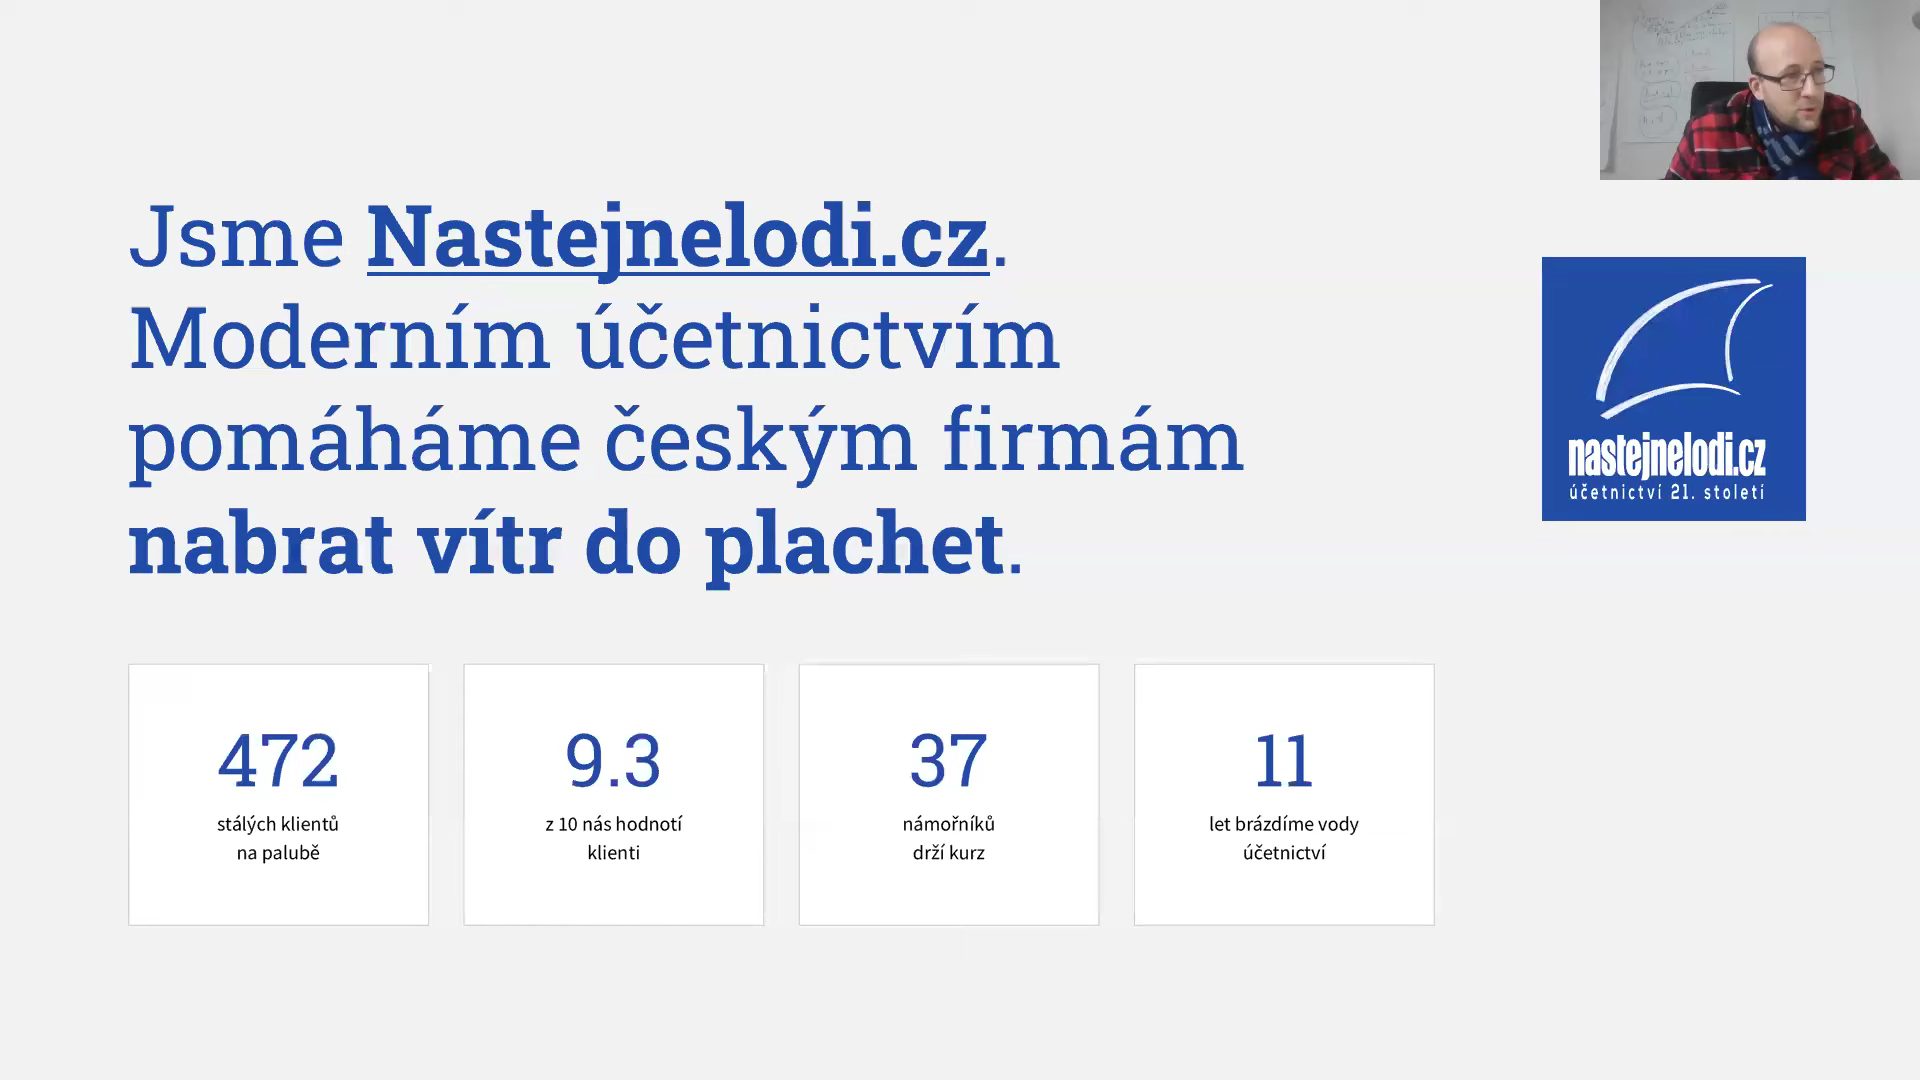 Jsme Nastejnelodi.cz.
Moderním účetnictvím
pomáháme českým firmám
nabrat vítr do plachet.
nastejnelodi.cz
účetnictví 21. století
472
stálých klientů
na palubě
9.3
z 10 nás hodnotí
klienti
37
námořníků
drží kurz
11
let brázdíme vody
účetnictví